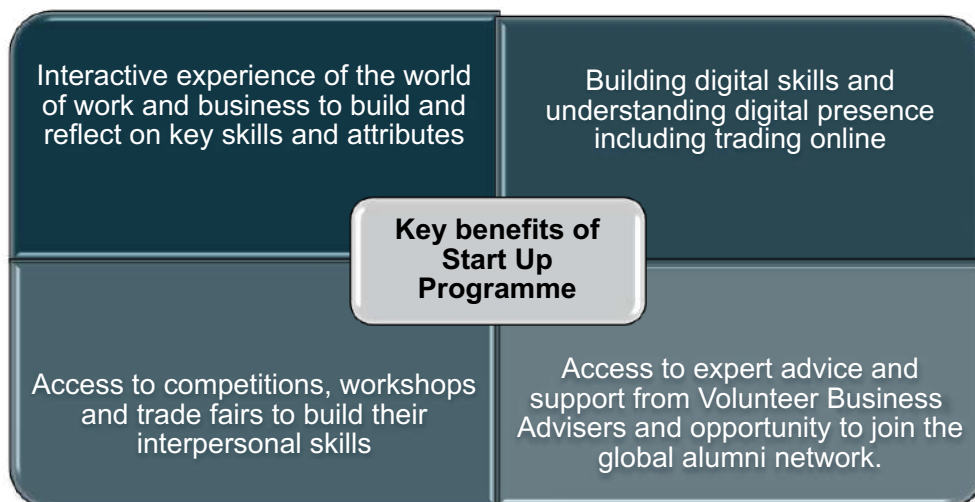 Interactive experience of the world
of work and business to build and
reflect on key skills and attributes
Building digital skills and
understanding digital presence
including trading online
Key benefits of
Start Up
Programme
Access to competitions, workshops
and trade fairs to build their
interpersonal skills
Access to expert advice and
support from Volunteer Business
Advisers and opportunity to join the
global alumni network.